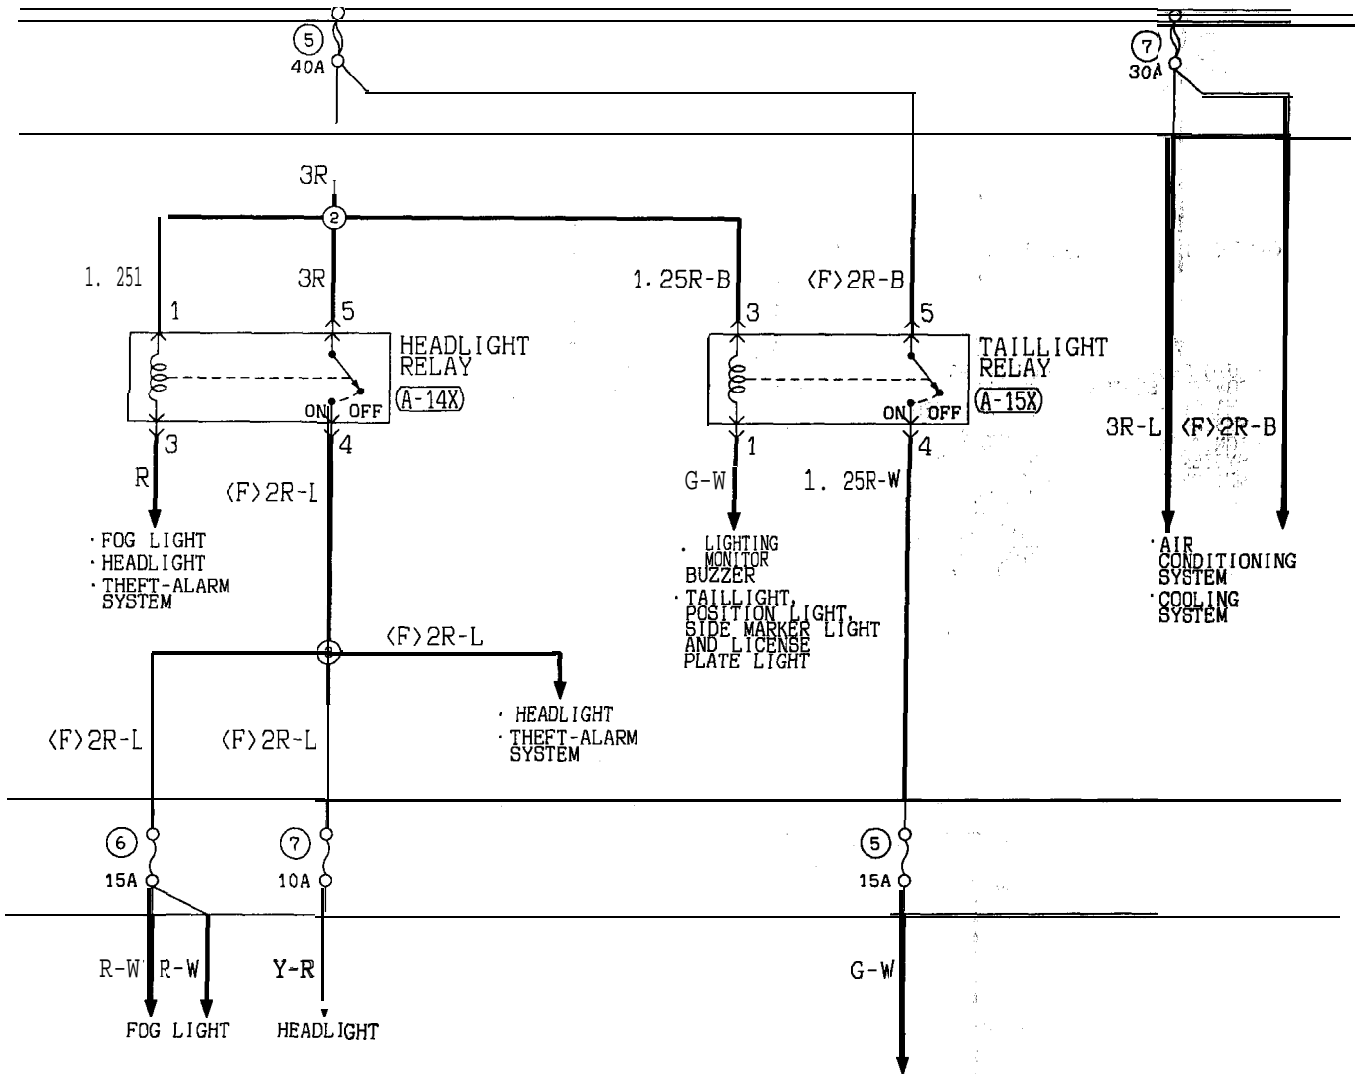 5
40A
7
30A
3R
2
1. 251
3R
1.25R-B
<F>2R-B
1
5
3
5
HEADLIGHT
RELAY
A-14X
TAILLIGHT
RELAY
A-15X
ON OFF
ON OFF
3
4
1
4
3R-L
<F>2R-B
R
<F>2R-L
G-W
1. 25R-W
· FOG LIGHT
· HEADLIGHT
· THEFT-ALARM
SYSTEM
· LIGHTING
MONITOR
BUZZER
· TAILLIGHT,
POSITION LIGHT,
SIDE MARKER LIGHT
AND LICENSE
PLATE LIGHT
· AIR
CONDITIONING
SYSTEM
· COOLING
SYSTEM
<F>2R-L
· HEADLIGHT
· THEFT-ALARM
SYSTEM
<F>2R-L
<F>2R-L
6
15A
7
10A
5
15A
R-W
R-W
Y-R
G-W
FOG LIGHT
HEADLIGHT